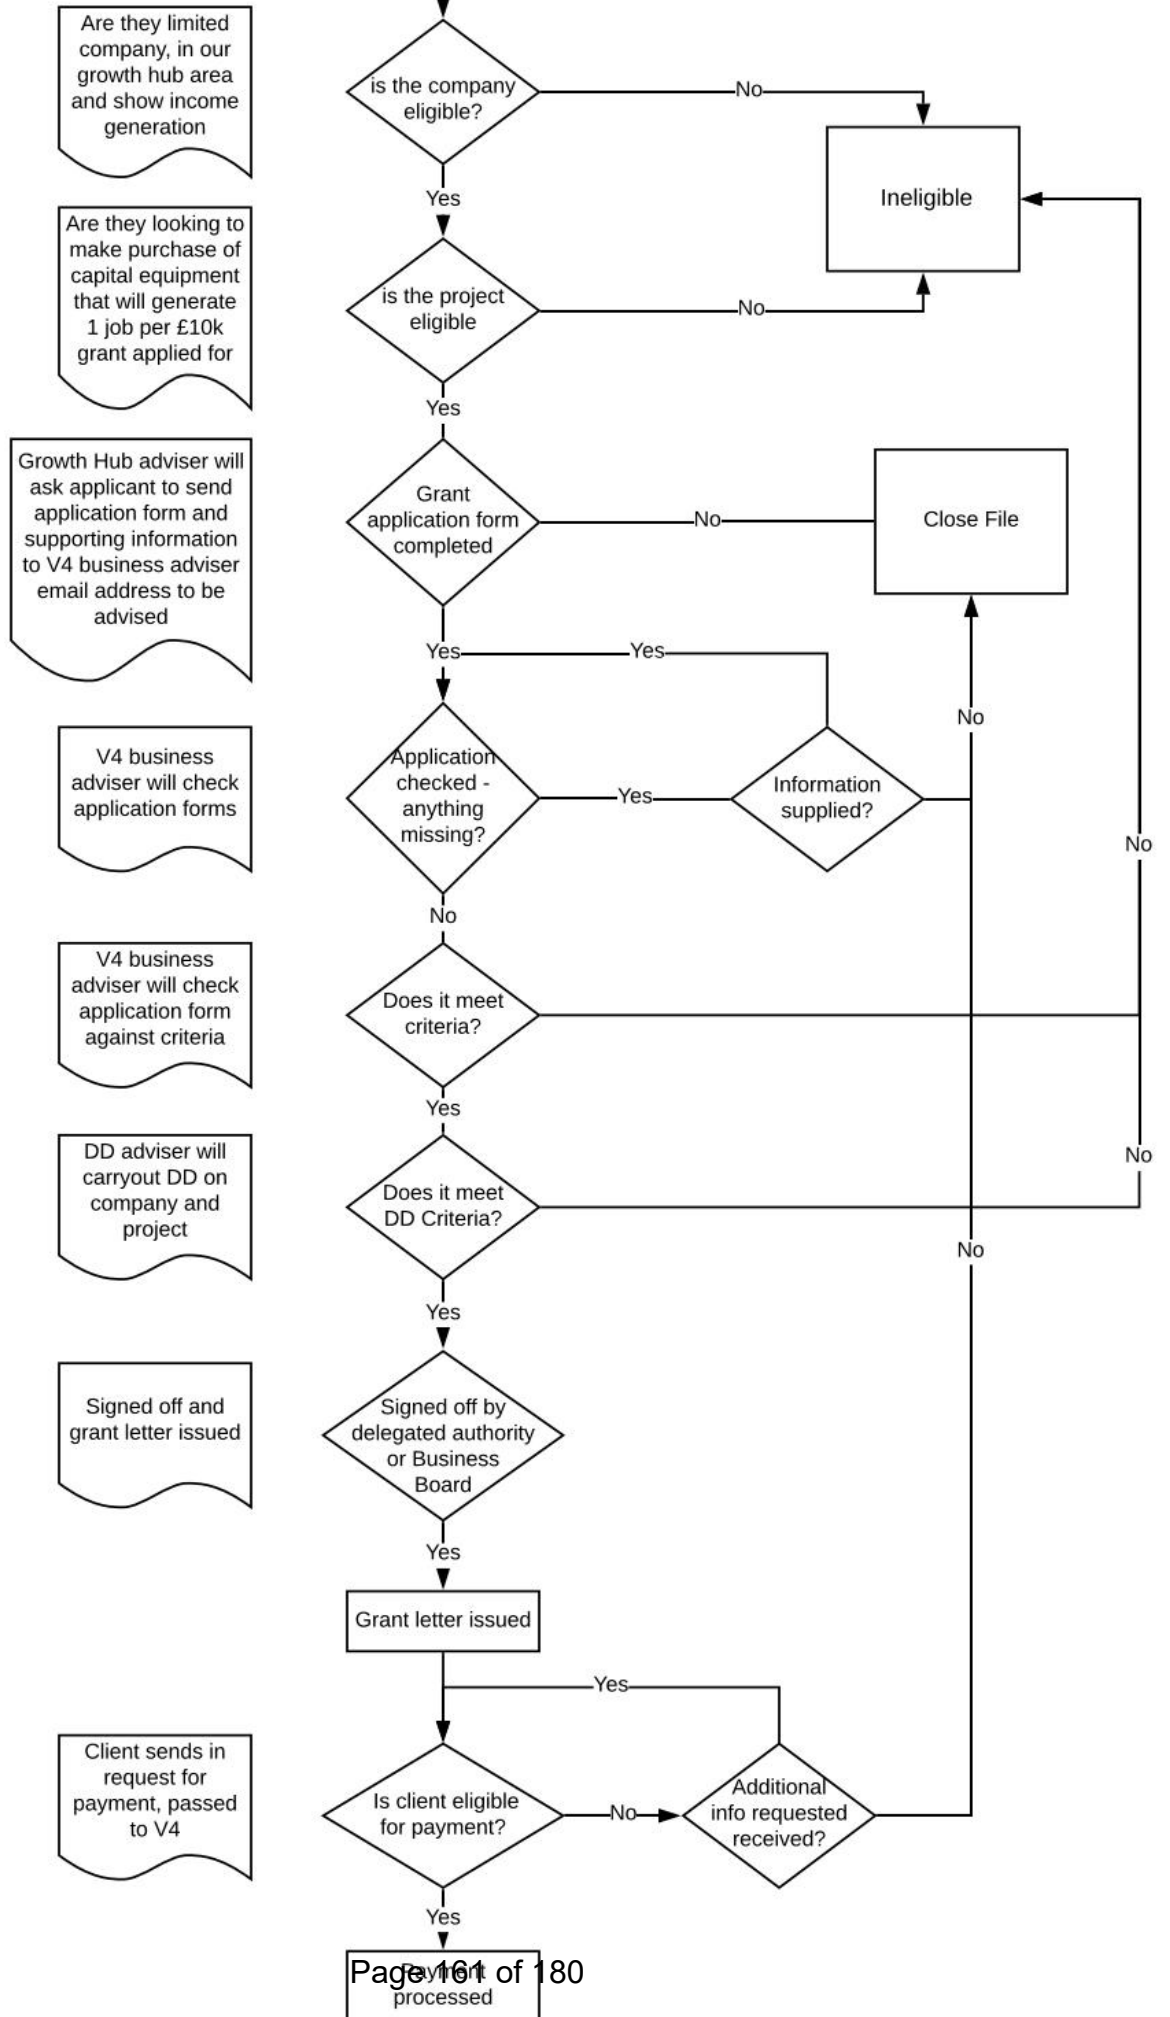 Are they limited
company, in our
growth hub area
and show income
generation
is the company
eligible?
No
Ineligible
Yes
Are they looking to
make purchase of
capital equipment
that will generate
1 job per £10k
grant applied for
is the project
eligible
No
Yes
Growth Hub adviser will
ask applicant to send
application form and
supporting information
to V4 business adviser
email address to be
advised
Grant
application form
completed
No
Close File
Yes
Yes
No
V4 business
adviser will check
application forms
Application
checked -
anything
missing?
Yes
Information
supplied?
No
No
V4 business
adviser will check
application form
against criteria
Does it meet
criteria?
Yes
DD adviser will
carryout DD on
company and
project
Does it meet
DD Criteria?
No
No
Yes
Signed off and
grant letter issued
Signed off by
delegated authority
or Business
Board
Yes
Grant letter issued
Yes
Client sends in
request for
payment, passed
to V4
Is client eligible
for payment?
No
Additional
info requested
received?
Yes
Payment
processed
Page 161 of 180